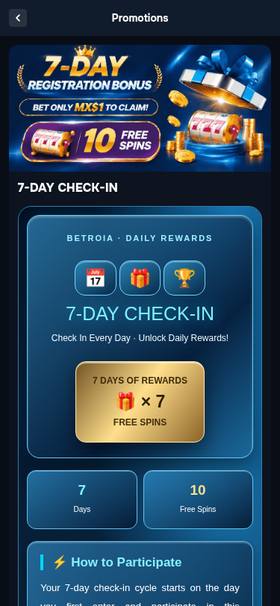 Promotions
7-DAY
REGISTRATION BONUS
BET ONLY MX$1 TO CLAIM!
10 FREE SPINS
7-DAY CHECK-IN
BETROIA · DAILY REWARDS
7-DAY CHECK-IN
Check In Every Day · Unlock Daily Rewards!
7 DAYS OF REWARDS
× 7
FREE SPINS
7
Days
10
Free Spins
How to Participate
Your 7-day check-in cycle starts on the day
you first enter and participate in this